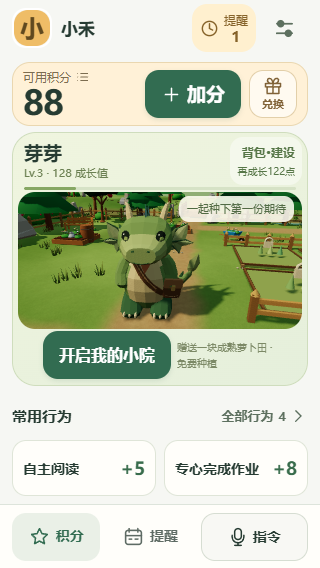 小
小禾
提醒
1
可用积分
88
+ 加分
兑换
芽芽
Lv.3 · 128 成长值
背包•建设
再成长122点
一起种下第一份期待
开启我的小院
赠送一块成熟萝卜田 ·
免费种植
常用行为
全部行为 4
自主阅读
+5
专心完成作业
+8
积分
提醒
指令